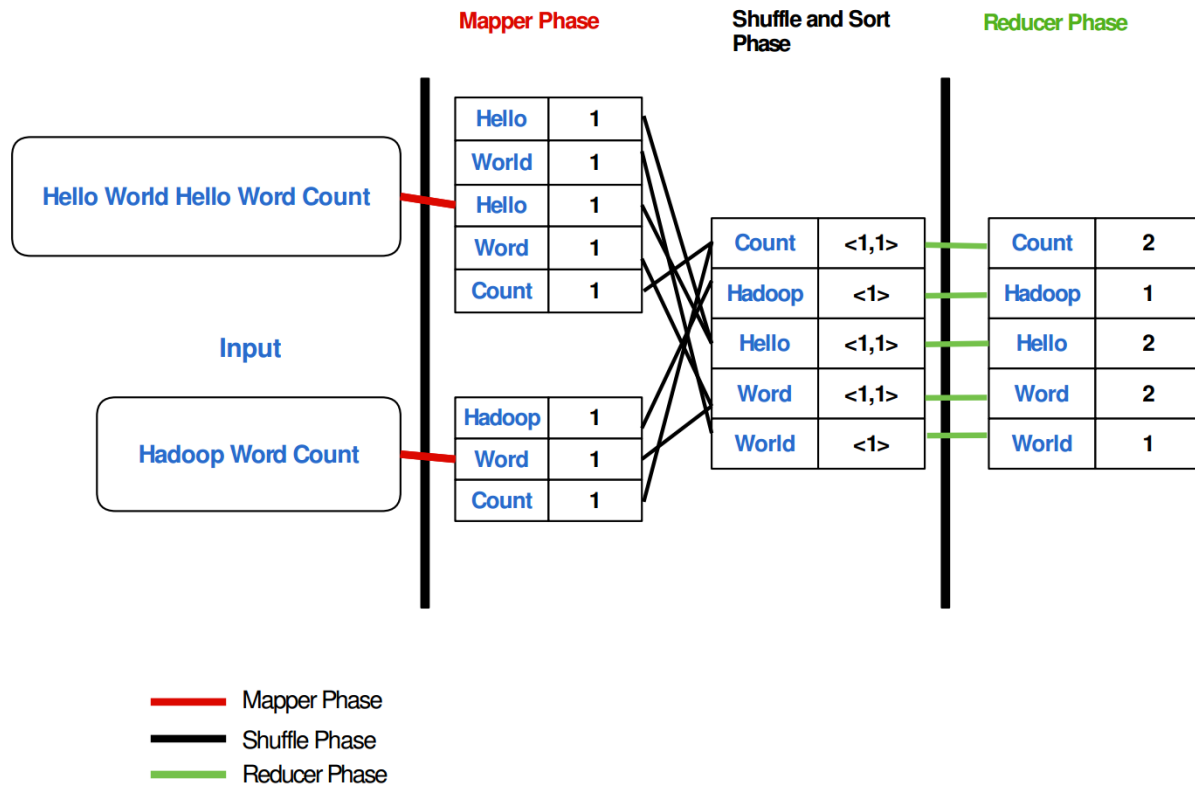 Mapper Phase
Shuffle and Sort
Phase
Reducer Phase
Hello World Hello Word Count
Input
Hadoop Word Count
Hello 1
World 1
Hello 1
Word 1
Count 1
Hadoop 1
Word 1
Count 1
Count <1,1>
Hadoop <1>
Hello <1,1>
Word <1,1>
World <1>
Count 2
Hadoop 1
Hello 2
Word 2
World 1
Mapper Phase
Shuffle Phase
Reducer Phase